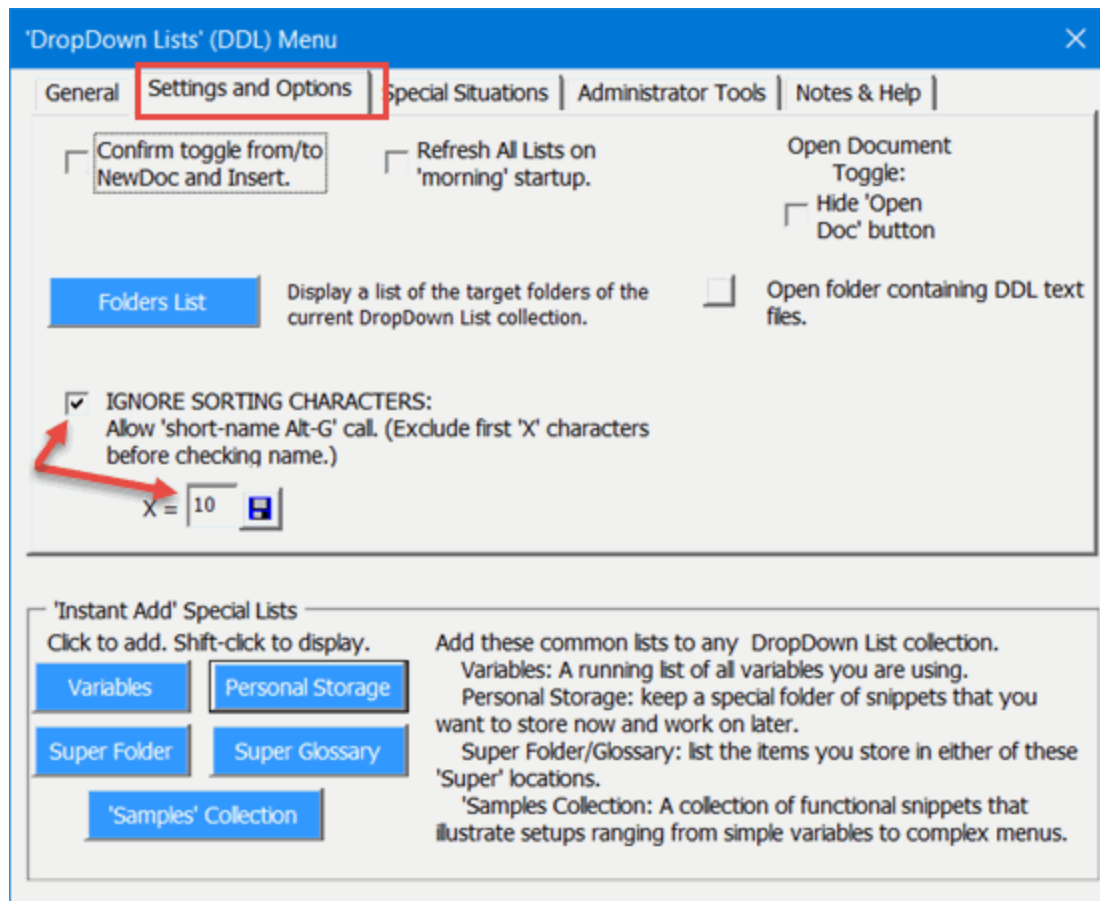 'DropDown Lists' (DDL) Menu
General
Settings and Options
Special Situations
Administrator Tools
Notes & Help
Confirm toggle from/to
NewDoc and Insert.
Refresh All Lists on
'morning' startup.
Open Document
Toggle:
Hide 'Open
Doc' button
Folders List
Display a list of the target folders of the
current DropDown List collection.
Open folder containing DDL text
files.
IGNORE SORTING CHARACTERS:
Allow 'short-name Alt-G' call. (Exclude first 'X' characters
before checking name.)
X = 10
'Instant Add' Special Lists
Click to add. Shift-click to display.
Variables
Personal Storage
Super Folder
Super Glossary
'Samples' Collection
Add these common lists to any DropDown List collection.
Variables: A running list of all variables you are using.
Personal Storage: keep a special folder of snippets that you
want to store now and work on later.
Super Folder/Glossary: list the items you store in either of these
'Super' locations.
'Samples Collection: A collection of functional snippets that
illustrate setups ranging from simple variables to complex menus.